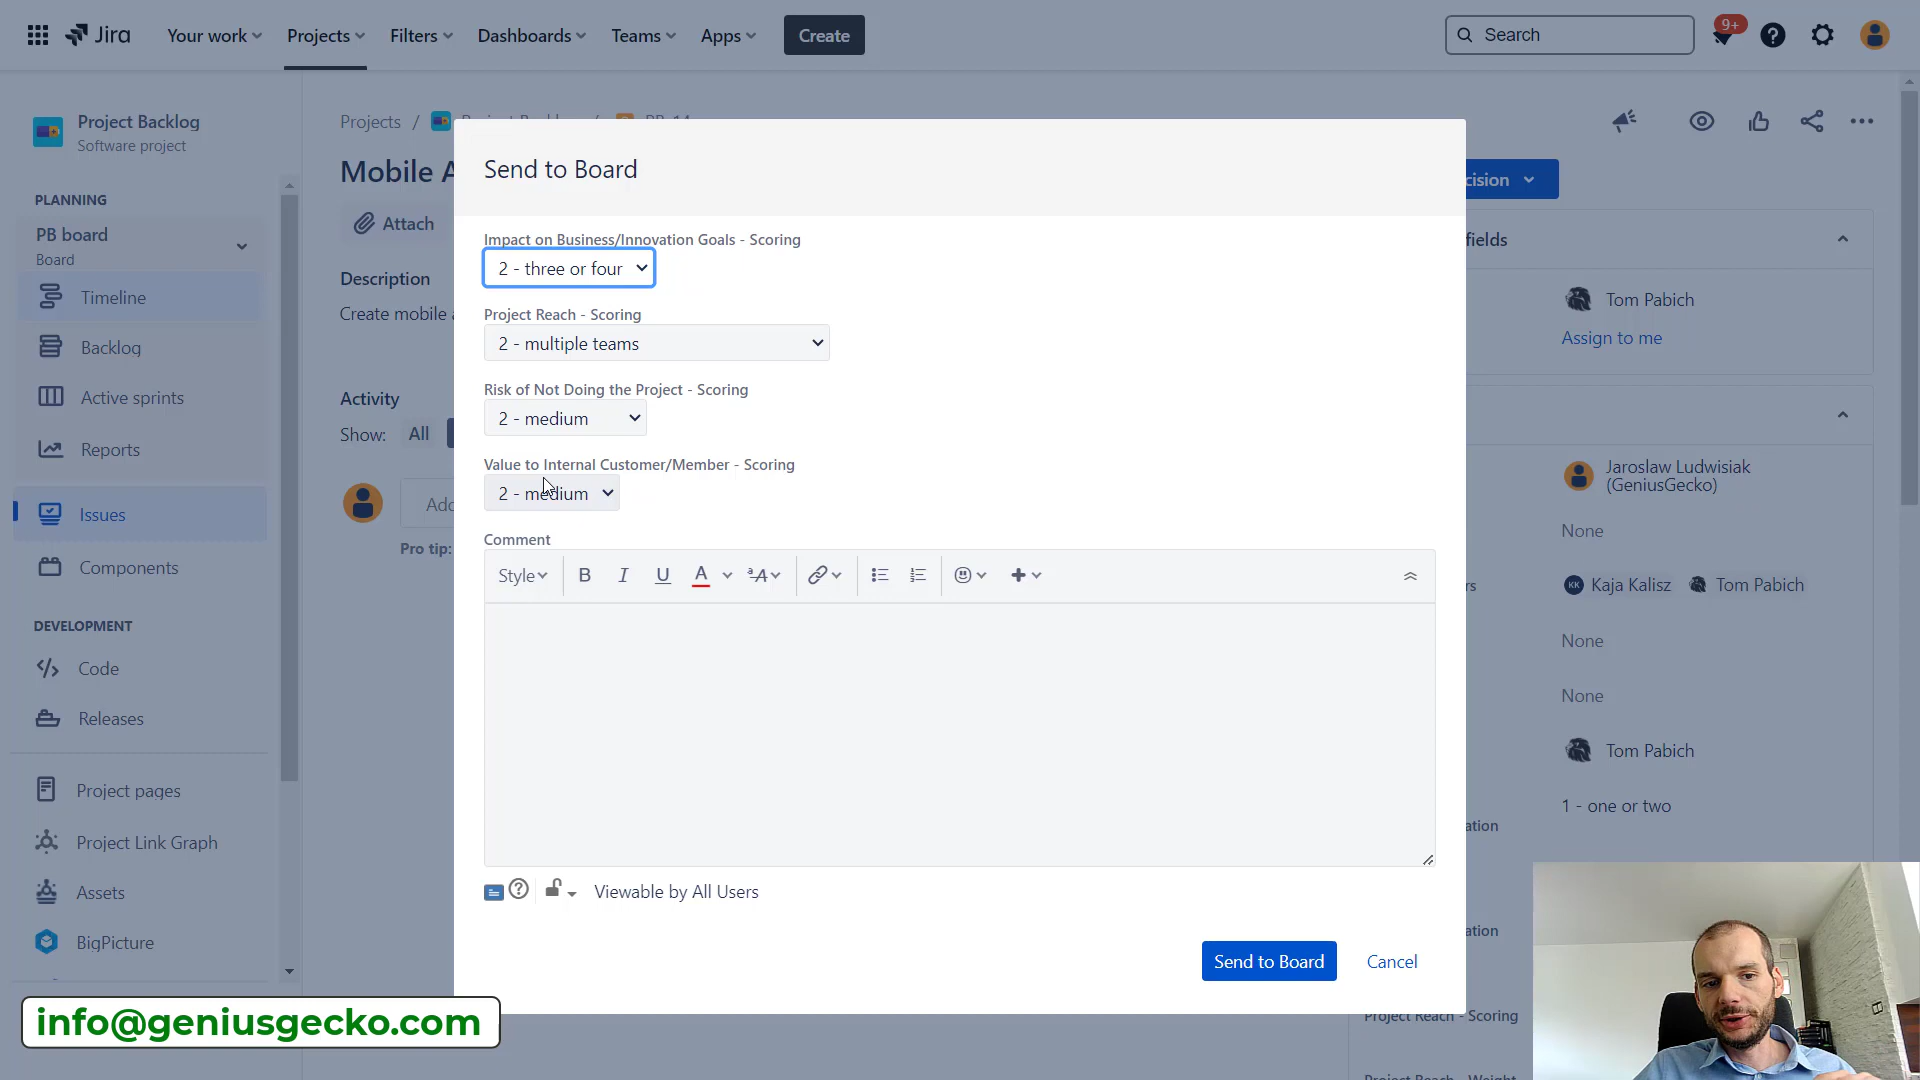 Jira
Your work
Projects
Filters
Dashboards
Teams
Apps
Create
Search
9+
Project Backlog
Software project
PLANNING
PB board
Board
Timeline
Backlog
Active sprints
Reports
Issues
Components
DEVELOPMENT
Code
Releases
Project pages
Project Link Graph
Assets
BigPicture
Projects /
Mobile A
Attach
Description
Create mobile a
Activity
Show: All
Add
Pro tip:
Send to Board
Impact on Business/Innovation Goals - Scoring
2 - three or four
Project Reach - Scoring
2 - multiple teams
Risk of Not Doing the Project - Scoring
2 - medium
Value to Internal Customer/Member - Scoring
2 - medium
Comment
Style
B I U A
Viewable by All Users
Send to Board
Cancel
cision
fields
Tom Pabich
Assign to me
Jaroslaw Ludwisiak
(GeniusGecko)
None
rs
KK Kaja Kalisz Tom Pabich
None
None
Tom Pabich
1 - one or two
ation
ation
Project Reach - Scoring
Project Reach - Weight
info@geniusgecko.com